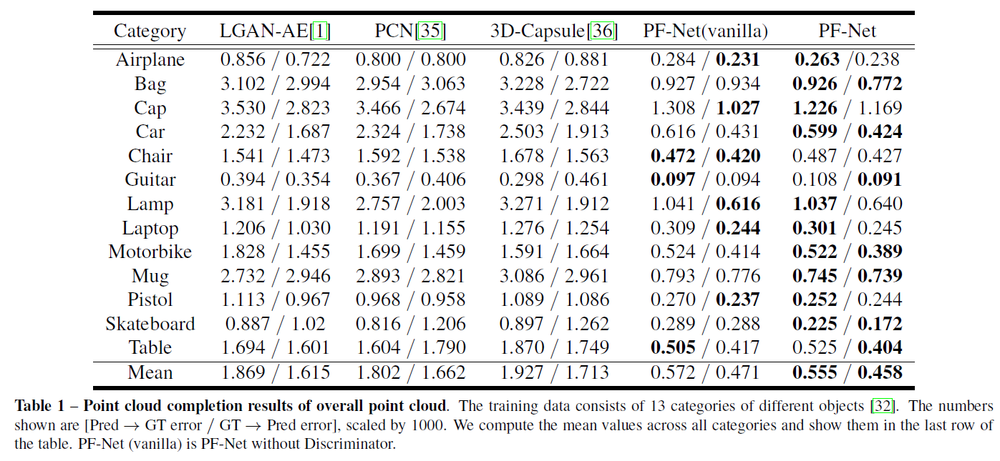 Category LGAN-AE[1] PCN[35] 3D-Capsule[36] PF-Net(vanilla) PF-Net
Airplane 0.856 / 0.722 0.800 / 0.800 0.826 / 0.881 0.284 / 0.231 0.263 /0.238
Bag 3.102 / 2.994 2.954 / 3.063 3.228 / 2.722 0.927 / 0.934 0.926 / 0.772
Cap 3.530 / 2.823 3.466 / 2.674 3.439 / 2.844 1.308 / 1.027 1.226 / 1.169
Car 2.232 / 1.687 2.324 / 1.738 2.503 / 1.913 0.616 / 0.431 0.599 / 0.424
Chair 1.541 / 1.473 1.592 / 1.538 1.678 / 1.563 0.472 / 0.420 0.487 / 0.427
Guitar 0.394 / 0.354 0.367 / 0.406 0.298 / 0.461 0.097 / 0.094 0.108 / 0.091
Lamp 3.181 / 1.918 2.757 / 2.003 3.271 / 1.912 1.041 / 0.616 1.037 / 0.640
Laptop 1.206 / 1.030 1.191 / 1.155 1.276 / 1.254 0.309 / 0.244 0.301 / 0.245
Motorbike 1.828 / 1.455 1.699 / 1.459 1.591 / 1.664 0.524 / 0.414 0.522 / 0.389
Mug 2.732 / 2.946 2.893 / 2.821 3.086 / 2.961 0.793 / 0.776 0.745 / 0.739
Pistol 1.113 / 0.967 0.968 / 0.958 1.089 / 1.086 0.270 / 0.237 0.252 / 0.244
Skateboard 0.887 / 1.02 0.816 / 1.206 0.897 / 1.262 0.289 / 0.288 0.225 / 0.172
Table 1.694 / 1.601 1.604 / 1.790 1.870 / 1.749 0.505 / 0.417 0.525 / 0.404
Mean 1.869 / 1.615 1.802 / 1.662 1.927 / 1.713 0.572 / 0.471 0.555 / 0.458
Table 1 – Point cloud completion results of overall point cloud. The training data consists of 13 categories of different objects [32]. The numbers
shown are [Pred → GT error / GT → Pred error], scaled by 1000. We compute the mean values across all categories and show them in the last row of
the table. PF-Net (vanilla) is PF-Net without Discriminator.